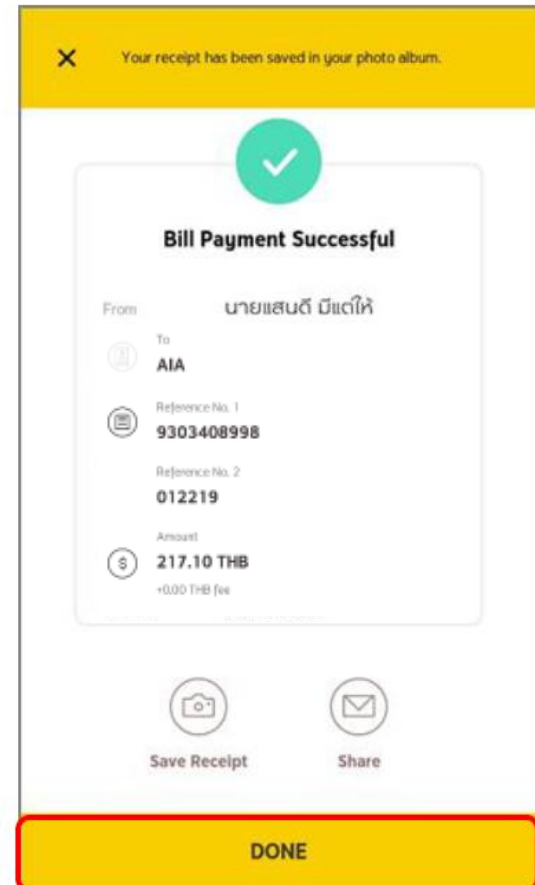 Your receipt has been saved in your photo album.
Bill Payment Successful
From นายแสนดี มีแต่ให้
To
AIA
Reference No. 1
9303408998
Reference No. 2
012219
Amount
217.10 THB
+0.00 THB fee
Save Receipt Share
DONE